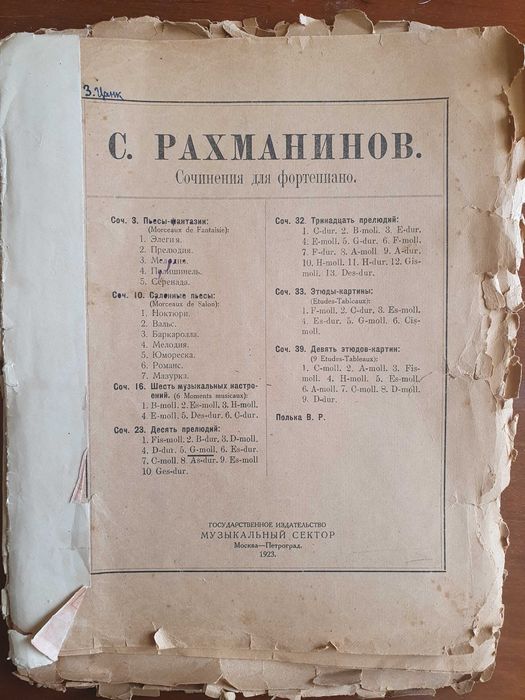 З. Цанк
С. РАХМАНИНОВ.
Сочинения для фортепиано.
Соч. 3. Пьесы-фантазии:
(Morceaux de Fantaisie):
1. Элегия.
2. Прелюдия.
3. Мелодия.
4. Полишинель.
5. Серенада.
Соч. 10. Салонные пьесы:
(Morceaux de Salon):
1. Ноктюрн.
2. Вальс.
3. Баркаролла.
4. Мелодия.
5. Юмореска.
6. Романс.
7. Мазурка.
Соч. 16. Шесть музыкальных настро-
ений. (6 Moments musicaux):
1. B-moll. 2. Es-moll. 3. H-moll.
4. E-moll. 5. Des-dur. 6. C-dur.
Соч. 23. Десять прелюдий:
1. Fis-moll. 2. B-dur. 3. D-moll.
4. D-dur. 5. G-moll. 6. Es-dur.
7. C-moll. 8. As-dur. 9. Es-moll
10. Ges-dur.
Соч. 32. Тринадцать прелюдий:
1. C-dur. 2. B-moll. 3. E-dur.
4. E-moll. 5. G-dur. 6. F-moll.
7. F-dur. 8. A-moll. 9. A-dur.
10. H-moll. 11. H-dur. 12. Gis-
moll. 13. Des-dur.
Соч. 33. Этюды-картины:
(Etudes-Tableaux):
1. F-moll. 2. C-dur. 3. Es-moll.
4. Es-dur. 5. G-moll. 6. Cis-
moll.
Соч. 39. Девять этюдов-картин:
(9 Etudes-Tableaux):
1. C-moll. 2. A-moll. 3. Fis-
moll. 4. H-moll. 5. Es-moll.
6. A-moll. 7. C-moll. 8. D-moll.
9. D-dur.
Полька В. Р.
ГОСУДАРСТВЕННОЕ ИЗДАТЕЛЬСТВО
МУЗЫКАЛЬНЫЙ СЕКТОР
Москва—Петроград.
1923.